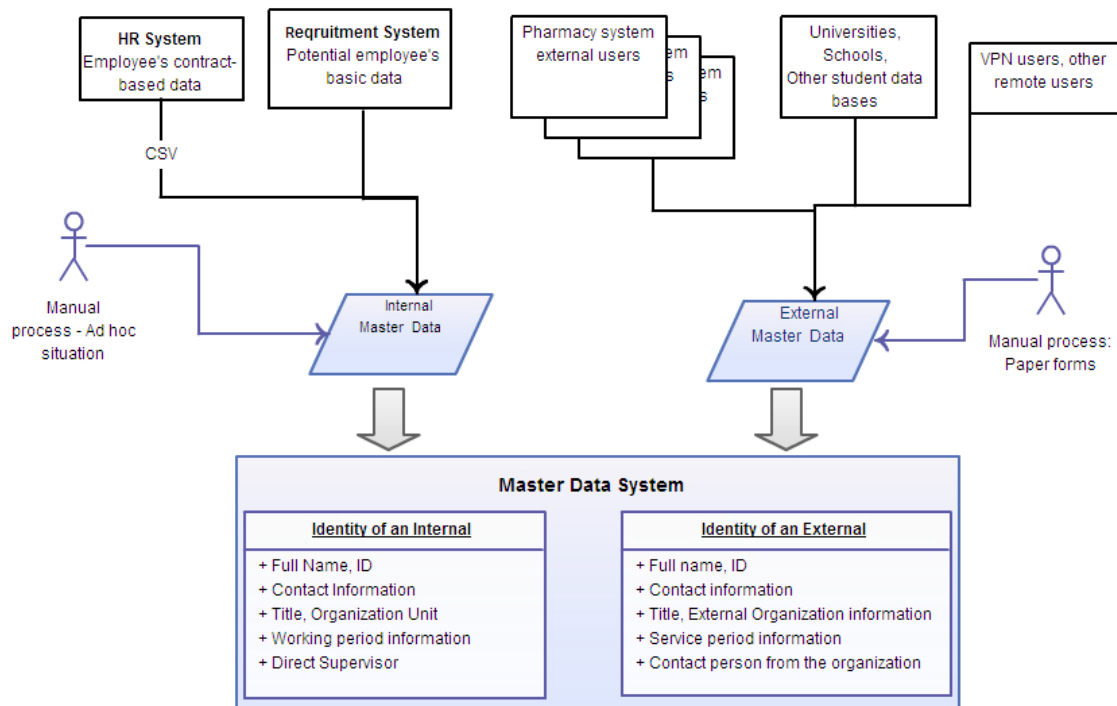 HR System
Employee's contract-
based data
Reqruitment System
Potential employee's
basic data
Pharmacy system
external users
em
s
em
s
Universities,
Schools,
Other student data
bases
VPN users, other
remote users
CSV
Manual
process - Ad hoc
situation
Internal
Master Data
External
Master Data
Manual process:
Paper forms
Master Data System
Identity of an Internal
+ Full Name, ID
+ Contact Information
+ Title, Organization Unit
+ Working period information
+ Direct Supervisor
Identity of an External
+ Full name, ID
+ Contact information
+ Title, External Organization information
+ Service period information
+ Contact person from the organization